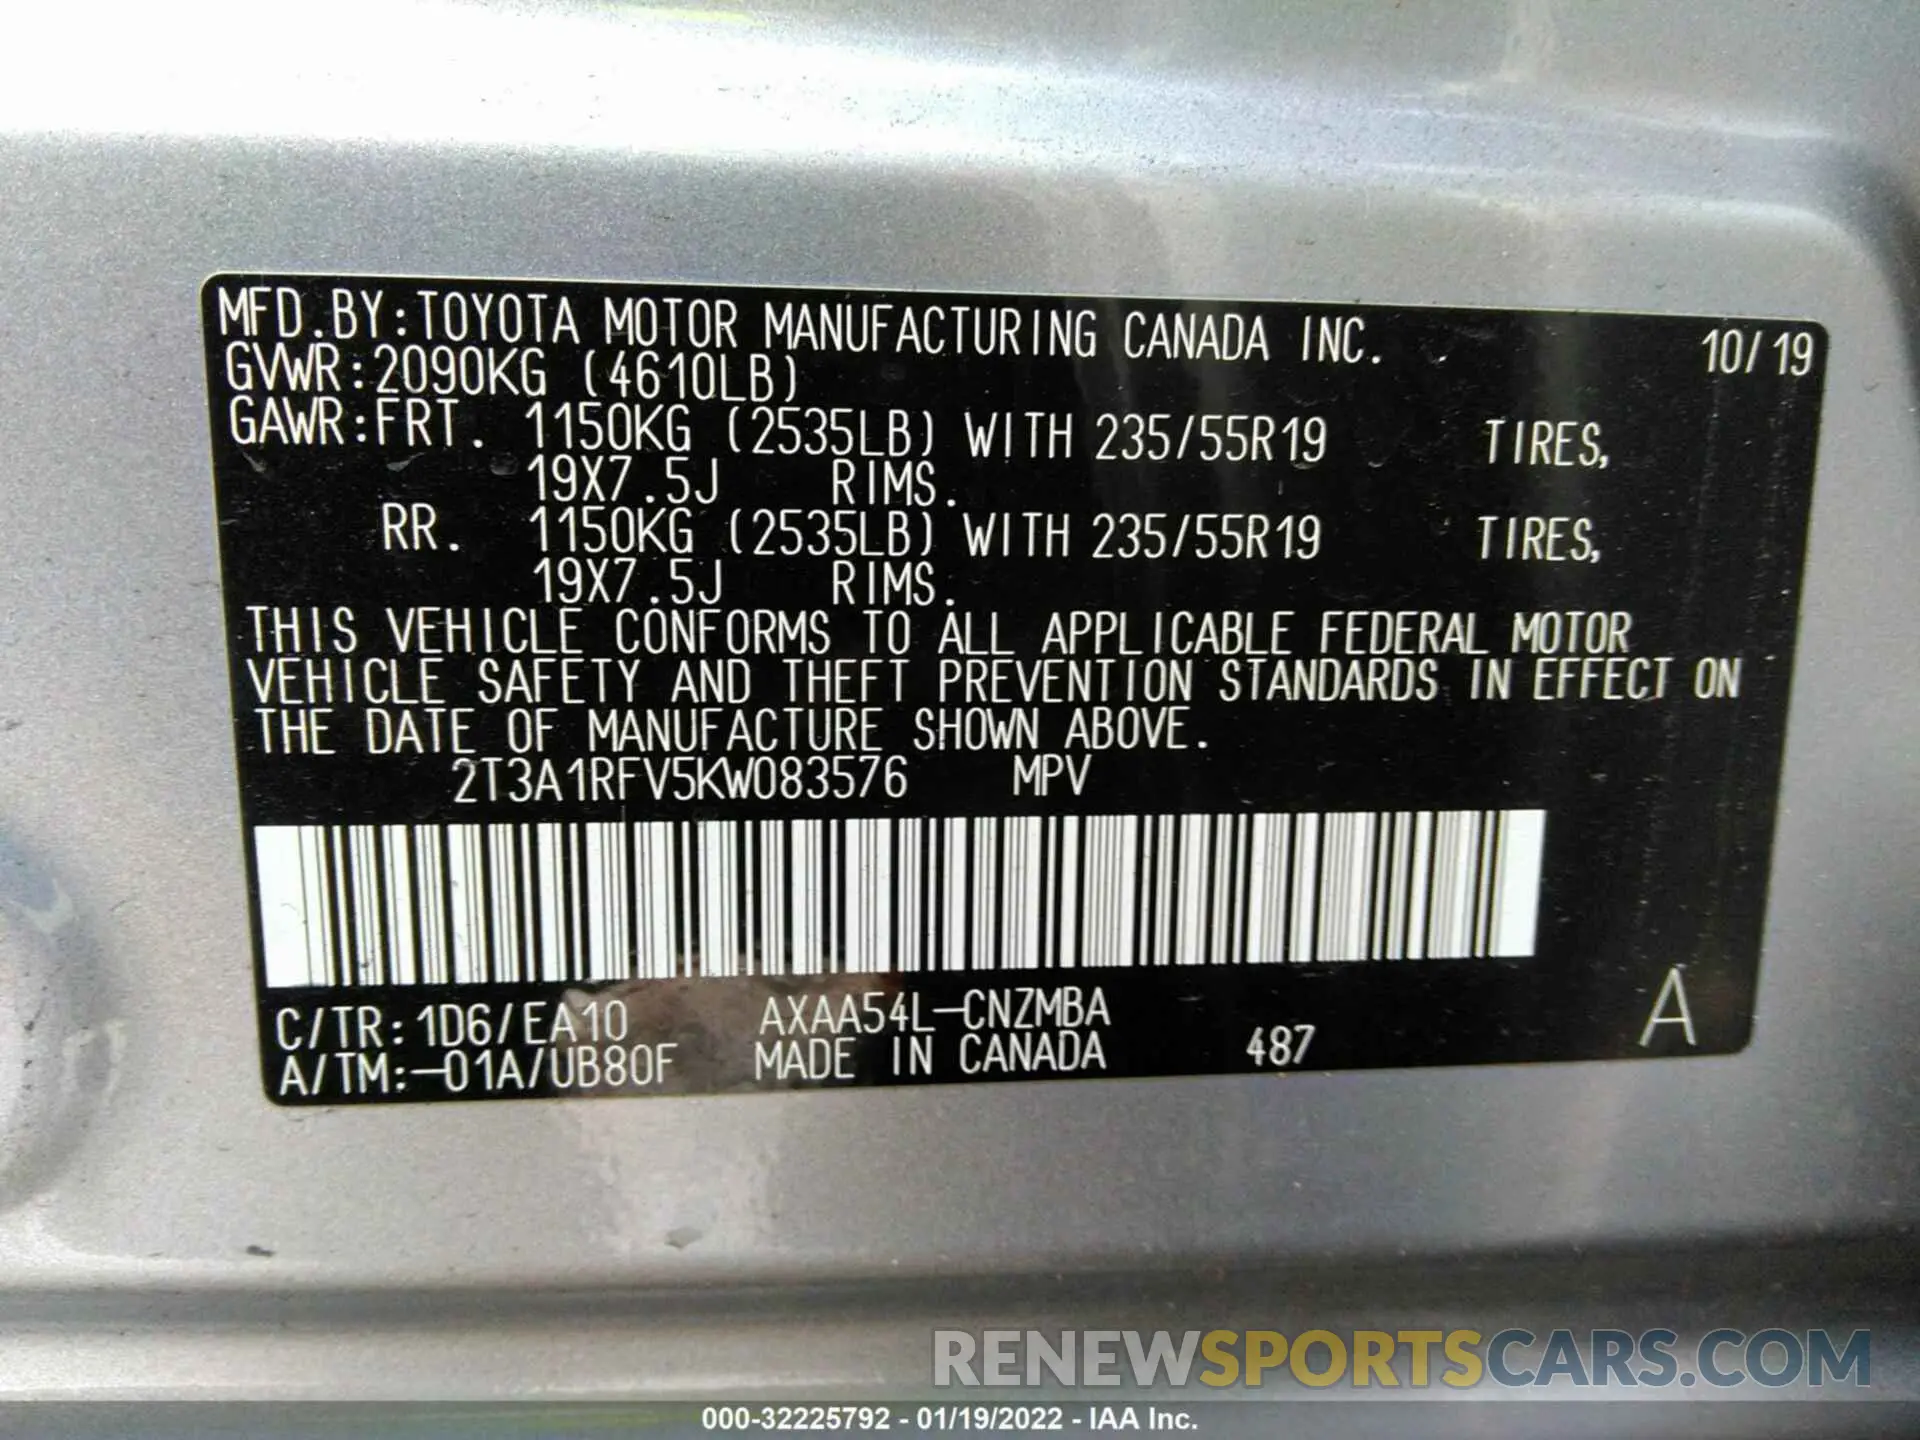 MFD.BY:TOYOTA MOTOR MANUFACTURING CANADA INC. 10/19
GVWR:2090KG (4610LB)
GAWR:FRT. 1150KG (2535LB) WITH 235/55R19 TIRES,
19X7.5J RIMS.
RR. 1150KG (2535LB) WITH 235/55R19 TIRES,
19X7.5J RIMS.
THIS VEHICLE CONFORMS TO ALL APPLICABLE FEDERAL MOTOR
VEHICLE SAFETY AND THEFT PREVENTION STANDARDS IN EFFECT ON
THE DATE OF MANUFACTURE SHOWN ABOVE.
2T3A1RFV5KW083576 MPV
C/TR:1D6/EA10 AXAA54L-CNZMBA
A/TM:-01A/UB80F MADE IN CANADA 487 A
RENEWSPORTSCARS.COM
000-32225792 - 01/19/2022 - IAA Inc.